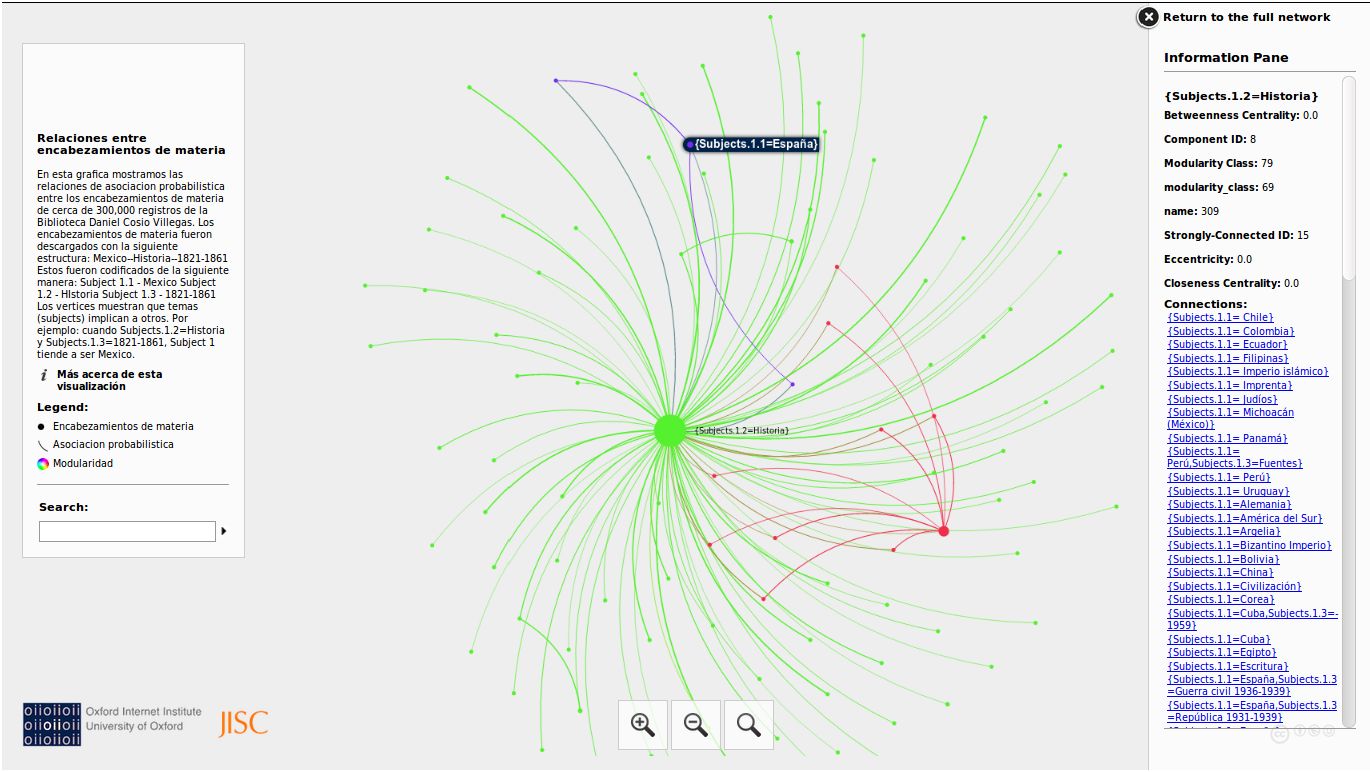 Return to the full network
Relaciones entre
encabezamientos de materia
En esta grafica mostramos las
relaciones de asociacion probabilistica
entre los encabezamientos de materia
de cerca de 300,000 registros de la
Biblioteca Daniel Cosio Villegas. Los
encabezamientos de materia fueron
descargados con la siguiente
estructura: Mexico--Historia--1821-1861
Estos fueron codificados de la siguiente
manera: Subject 1.1 - Mexico Subject
1.2 - HIstoria Subject 1.3 - 1821-1861
Los vertices muestran que temas
(subjects) implican a otros. Por
ejemplo: cuando Subjects.1.2=Historia
y Subjects.1.3=1821-1861, Subject 1
tiende a ser Mexico.
Más acerca de esta
visualización
Legend:
Encabezamientos de materia
Asociacion probabilistica
Modularidad
Search:
oiioiioii
oiioiioii
oiioiioii
Oxford Internet Institute
University of Oxford
JISC
{Subjects.1.1=España}
{Subjects.1.2=Historia}
Information Pane
{Subjects.1.2=Historia}
Betweenness Centrality: 0.0
Component ID: 8
Modularity Class: 79
modularity_class: 69
name: 309
Strongly-Connected ID: 15
Eccentricity: 0.0
Closeness Centrality: 0.0
Connections:
{Subjects.1.1= Chile}
{Subjects.1.1= Colombia}
{Subjects.1.1= Ecuador}
{Subjects.1.1= Filipinas}
{Subjects.1.1= Imperio islámico}
{Subjects.1.1= Imprenta}
{Subjects.1.1= Judíos}
{Subjects.1.1= Michoacán
(México)}
{Subjects.1.1= Panamá}
{Subjects.1.1=
Perú,Subjects.1.3=Fuentes}
{Subjects.1.1= Perú}
{Subjects.1.1= Uruguay}
{Subjects.1.1=Alemania}
{Subjects.1.1=América del Sur}
{Subjects.1.1=Argelia}
{Subjects.1.1=Bizantino Imperio}
{Subjects.1.1=Bolivia}
{Subjects.1.1=China}
{Subjects.1.1=Civilización}
{Subjects.1.1=Corea}
{Subjects.1.1=Cuba,Subjects.1.3=-
1959}
{Subjects.1.1=Cuba}
{Subjects.1.1=Egipto}
{Subjects.1.1=Escritura}
{Subjects.1.1=España,Subjects.1.3
=Guerra civil 1936-1939}
{Subjects.1.1=España,Subjects.1.3
=República 1931-1939}